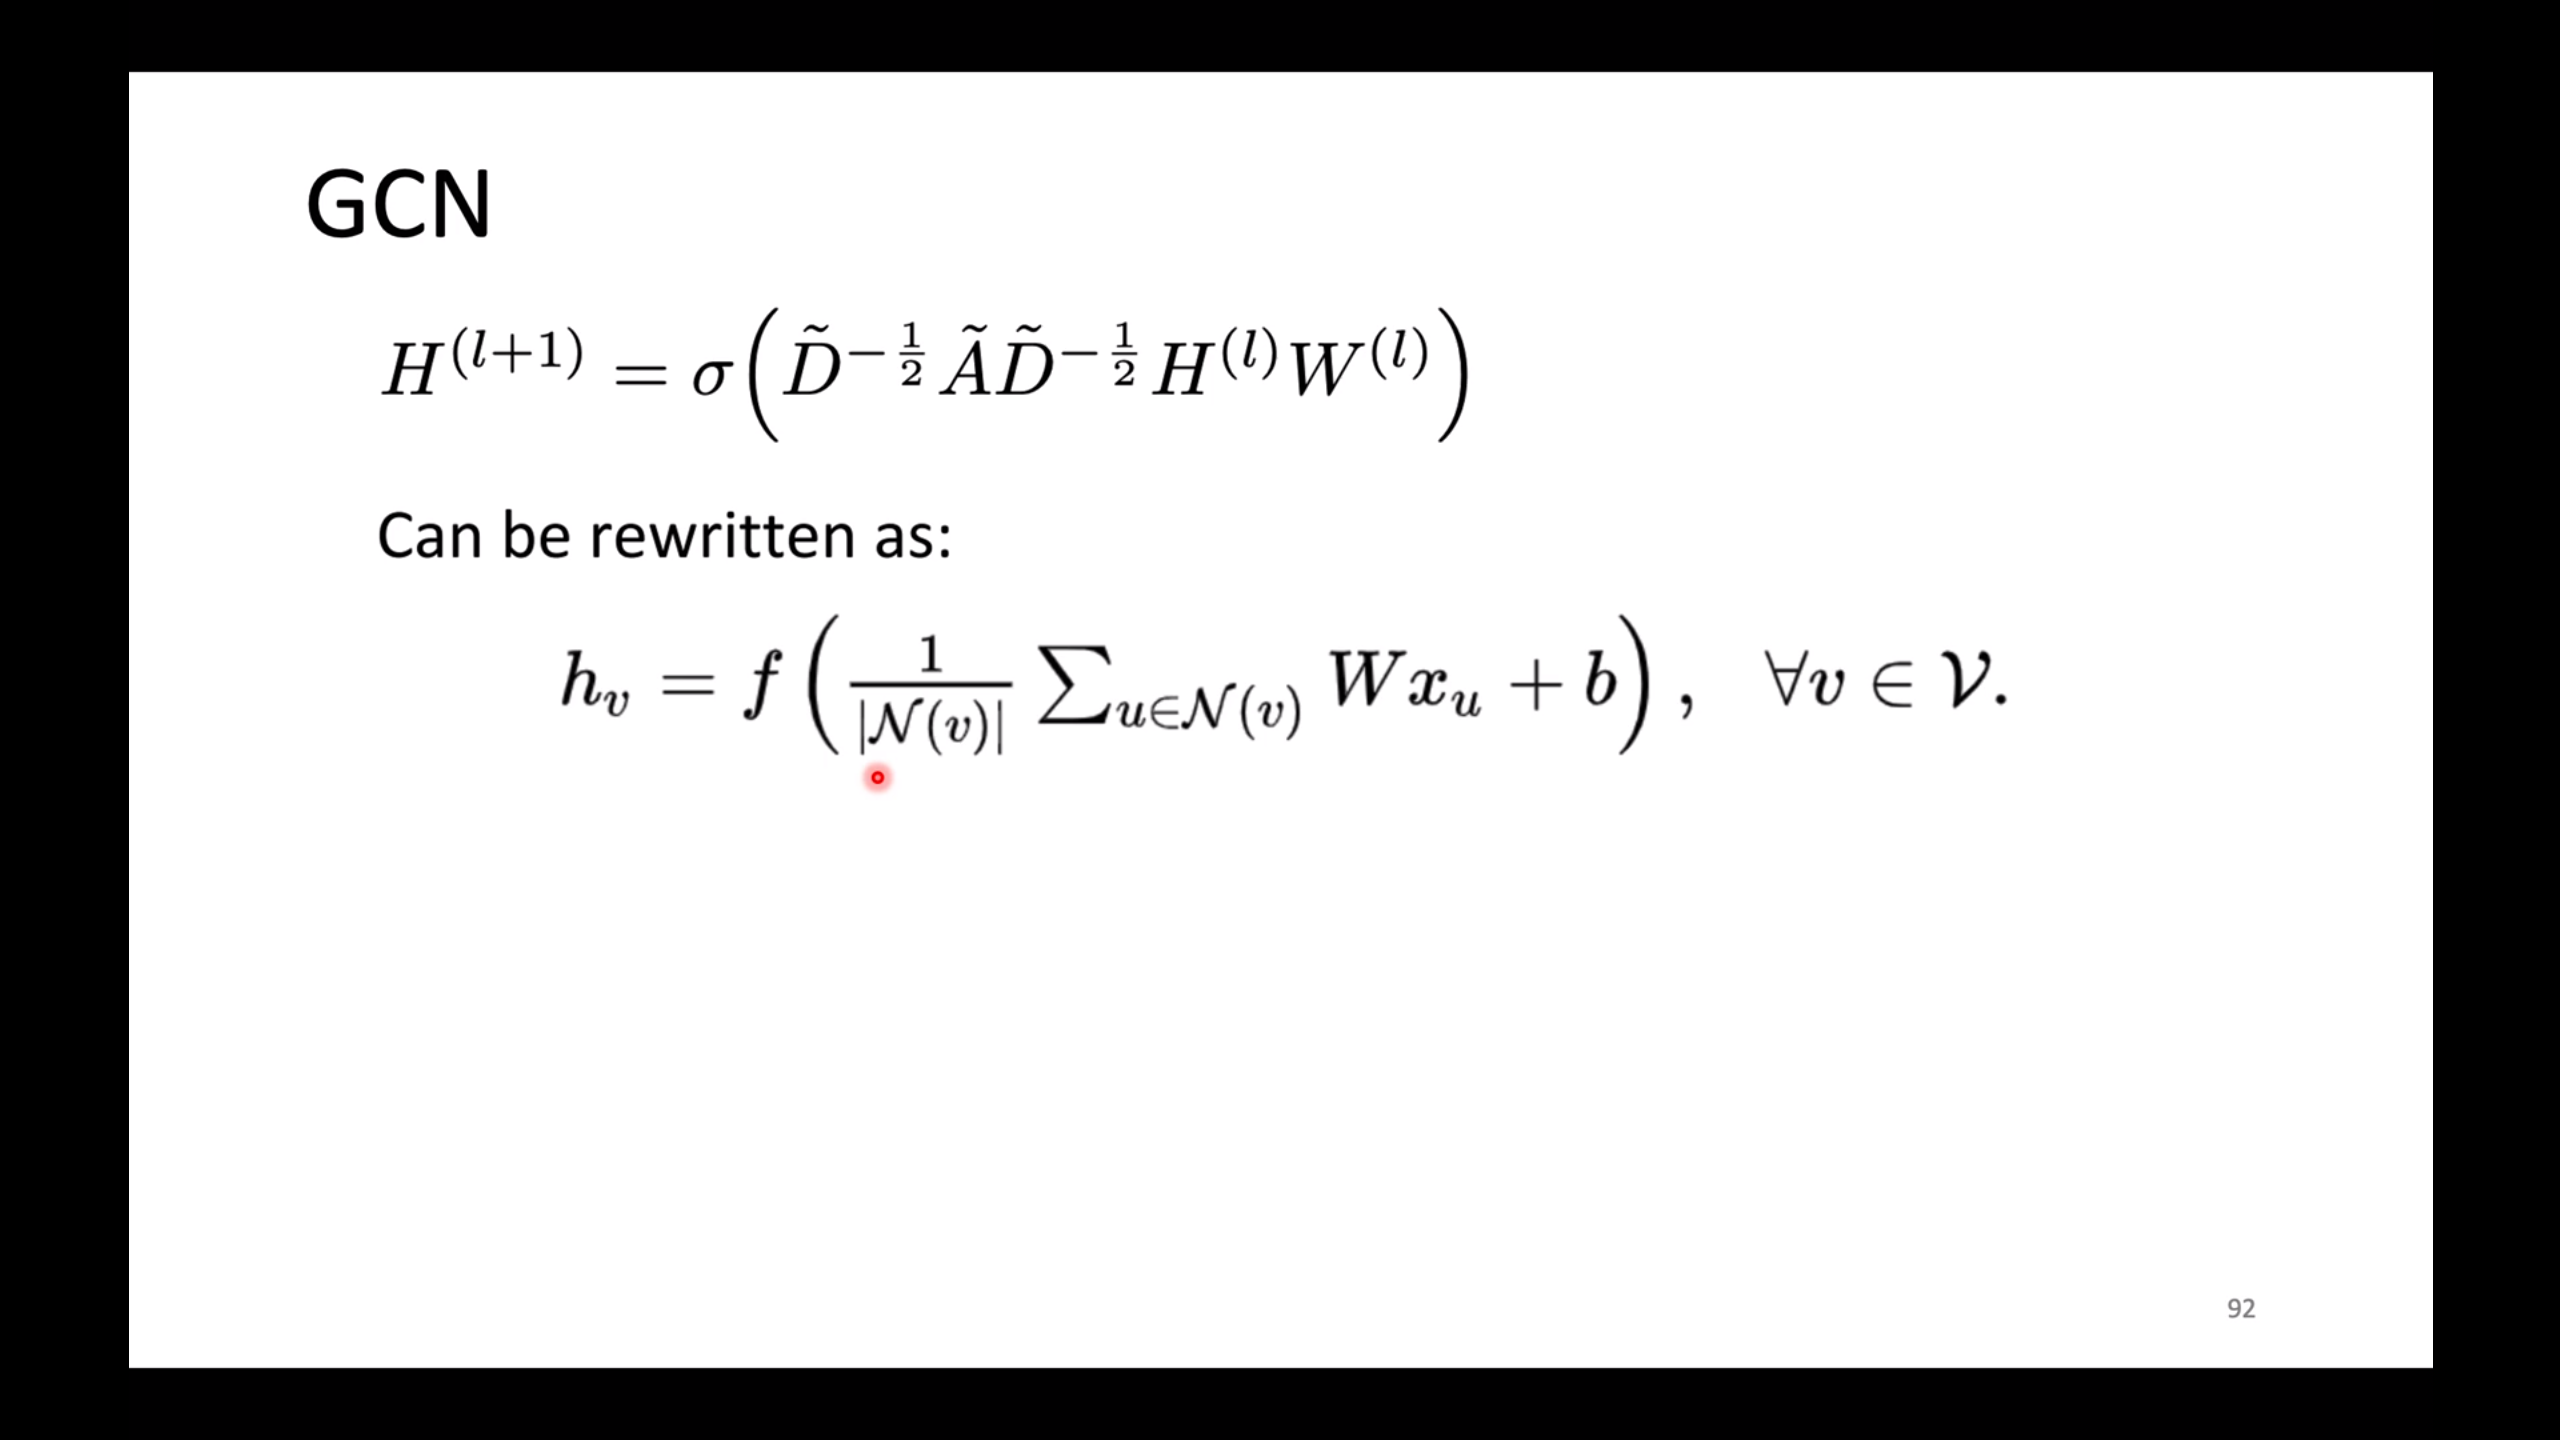 GCN
$H^{(l+1)} = \sigma\left(\tilde{D}^{-\frac{1}{2}} \tilde{A} \tilde{D}^{-\frac{1}{2}} H^{(l)} W^{(l)}\right)$
Can be rewritten as:
$h_v = f\left(\frac{1}{|\mathcal{N}(v)|} \sum_{u \in \mathcal{N}(v)} W x_u + b\right), \quad \forall v \in \mathcal{V}.$
92